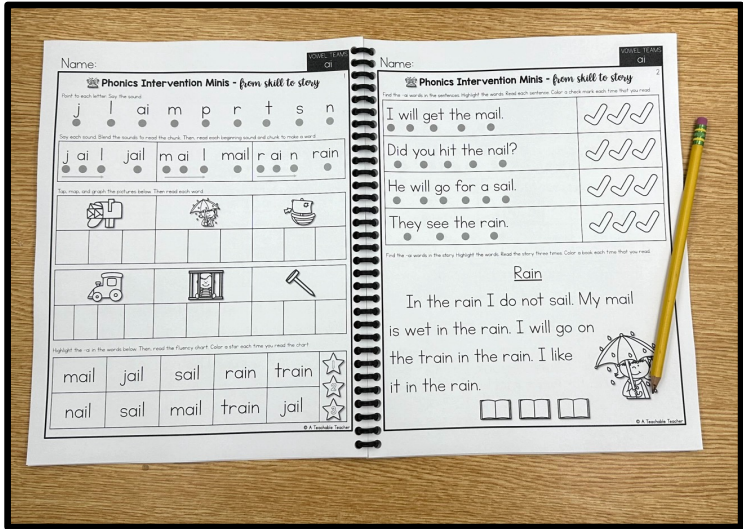 Name:
VOWEL TEAMS
ai
1
Phonics Intervention Minis - from skill to story
Point to each letter. Say the sound.
j l ai m p r t s n
Say each sound. Blend the sounds to read the chunk. Then, read each beginning sound and chunk to make a word.
j ai l jail m ai l mail r ai n rain
Tap, map, and graph the pictures below. Then read each word.
Highlight the -ai in the words below. Then, read the fluency chart. Color a star each time you read the chart.
mail jail sail rain train
nail sail mail train jail
© A Teachable Teacher
Name:
VOWEL TEAMS
ai
2
Phonics Intervention Minis - from skill to story
Find the -ai words in the sentences. Highlight the words. Read each sentence. Color a check mark each time that you read.
I will get the mail.
Did you hit the nail?
He will go for a sail.
They see the rain.
Find the -ai words in the story. Highlight the words. Read the story three times. Color a book each time that you read.
Rain
In the rain I do not sail. My mail
is wet in the rain. I will go on
the train in the rain. I like
it in the rain.
© A Teachable Teacher